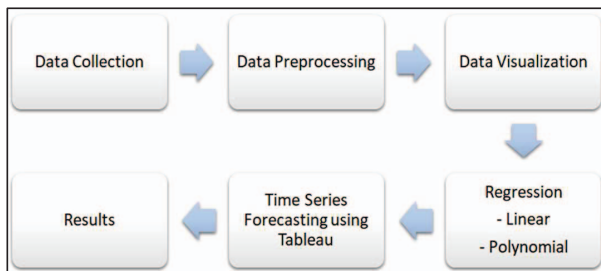 Data Collection
Data Preprocessing
Data Visualization
Regression
- Linear
- Polynomial
Time Series
Forecasting using
Tableau
Results